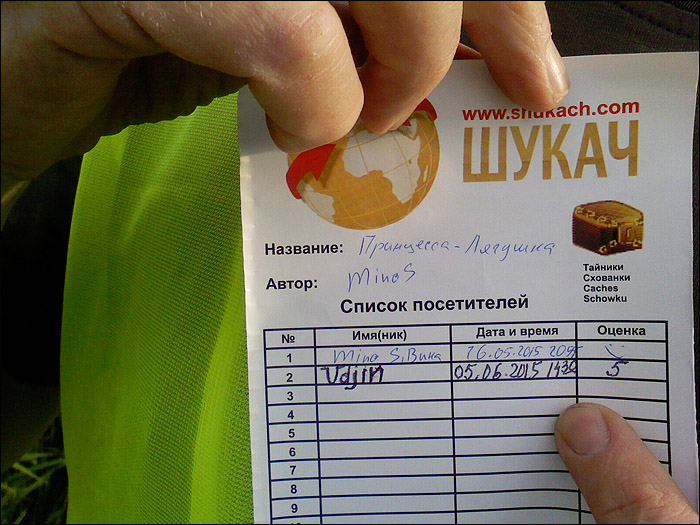 www.shukach.com
ШУКАЧ
Название: Принцесса-Лягушка
Автор: MinoS
Тайники
Схованки
Caches
Schowku
Список посетителей
№ Имя(ник) Дата и время Оценка
1 Mino S, Вика 26.05.2015
2 Udjin 05.06.2015 5
3
4
5
6
7
8
9